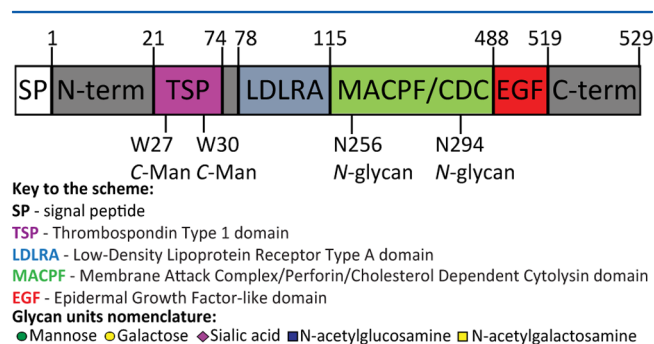 1 21 74 78 115 488 519 529
SP N-term TSP LDLRA MACPF/CDC EGF C-term
W27 W30 N256 N294
C-Man C-Man N-glycan N-glycan
Key to the scheme:
SP - signal peptide
TSP - Thrombospondin Type 1 domain
LDLRA - Low-Density Lipoprotein Receptor Type A domain
MACPF - Membrane Attack Complex/Perforin/Cholesterol Dependent Cytolysin domain
EGF - Epidermal Growth Factor-like domain
Glycan units nomenclature:
Mannose Galactose Sialic acid N-acetylglucosamine N-acetylgalactosamine